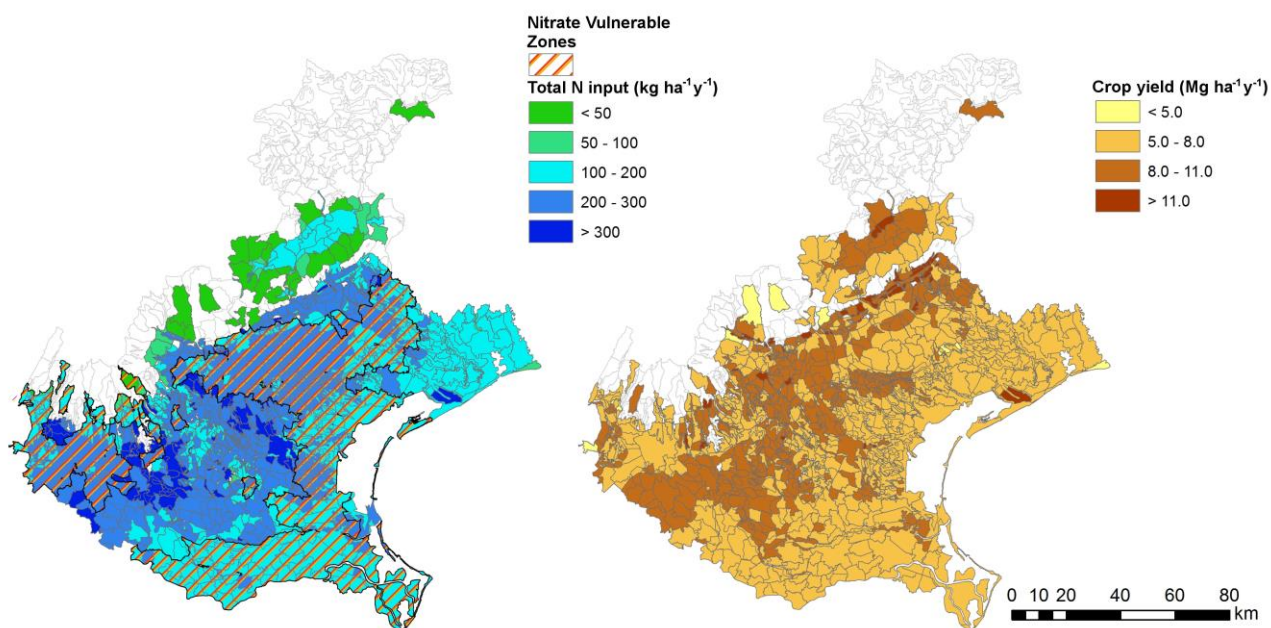 Nitrate Vulnerable
Zones
Total N input (kg ha⁻¹y⁻¹)
< 50
50 - 100
100 - 200
200 - 300
> 300
Crop yield (Mg ha⁻¹y⁻¹)
< 5.0
5.0 - 8.0
8.0 - 11.0
> 11.0
0 10 20 40 60 80
km